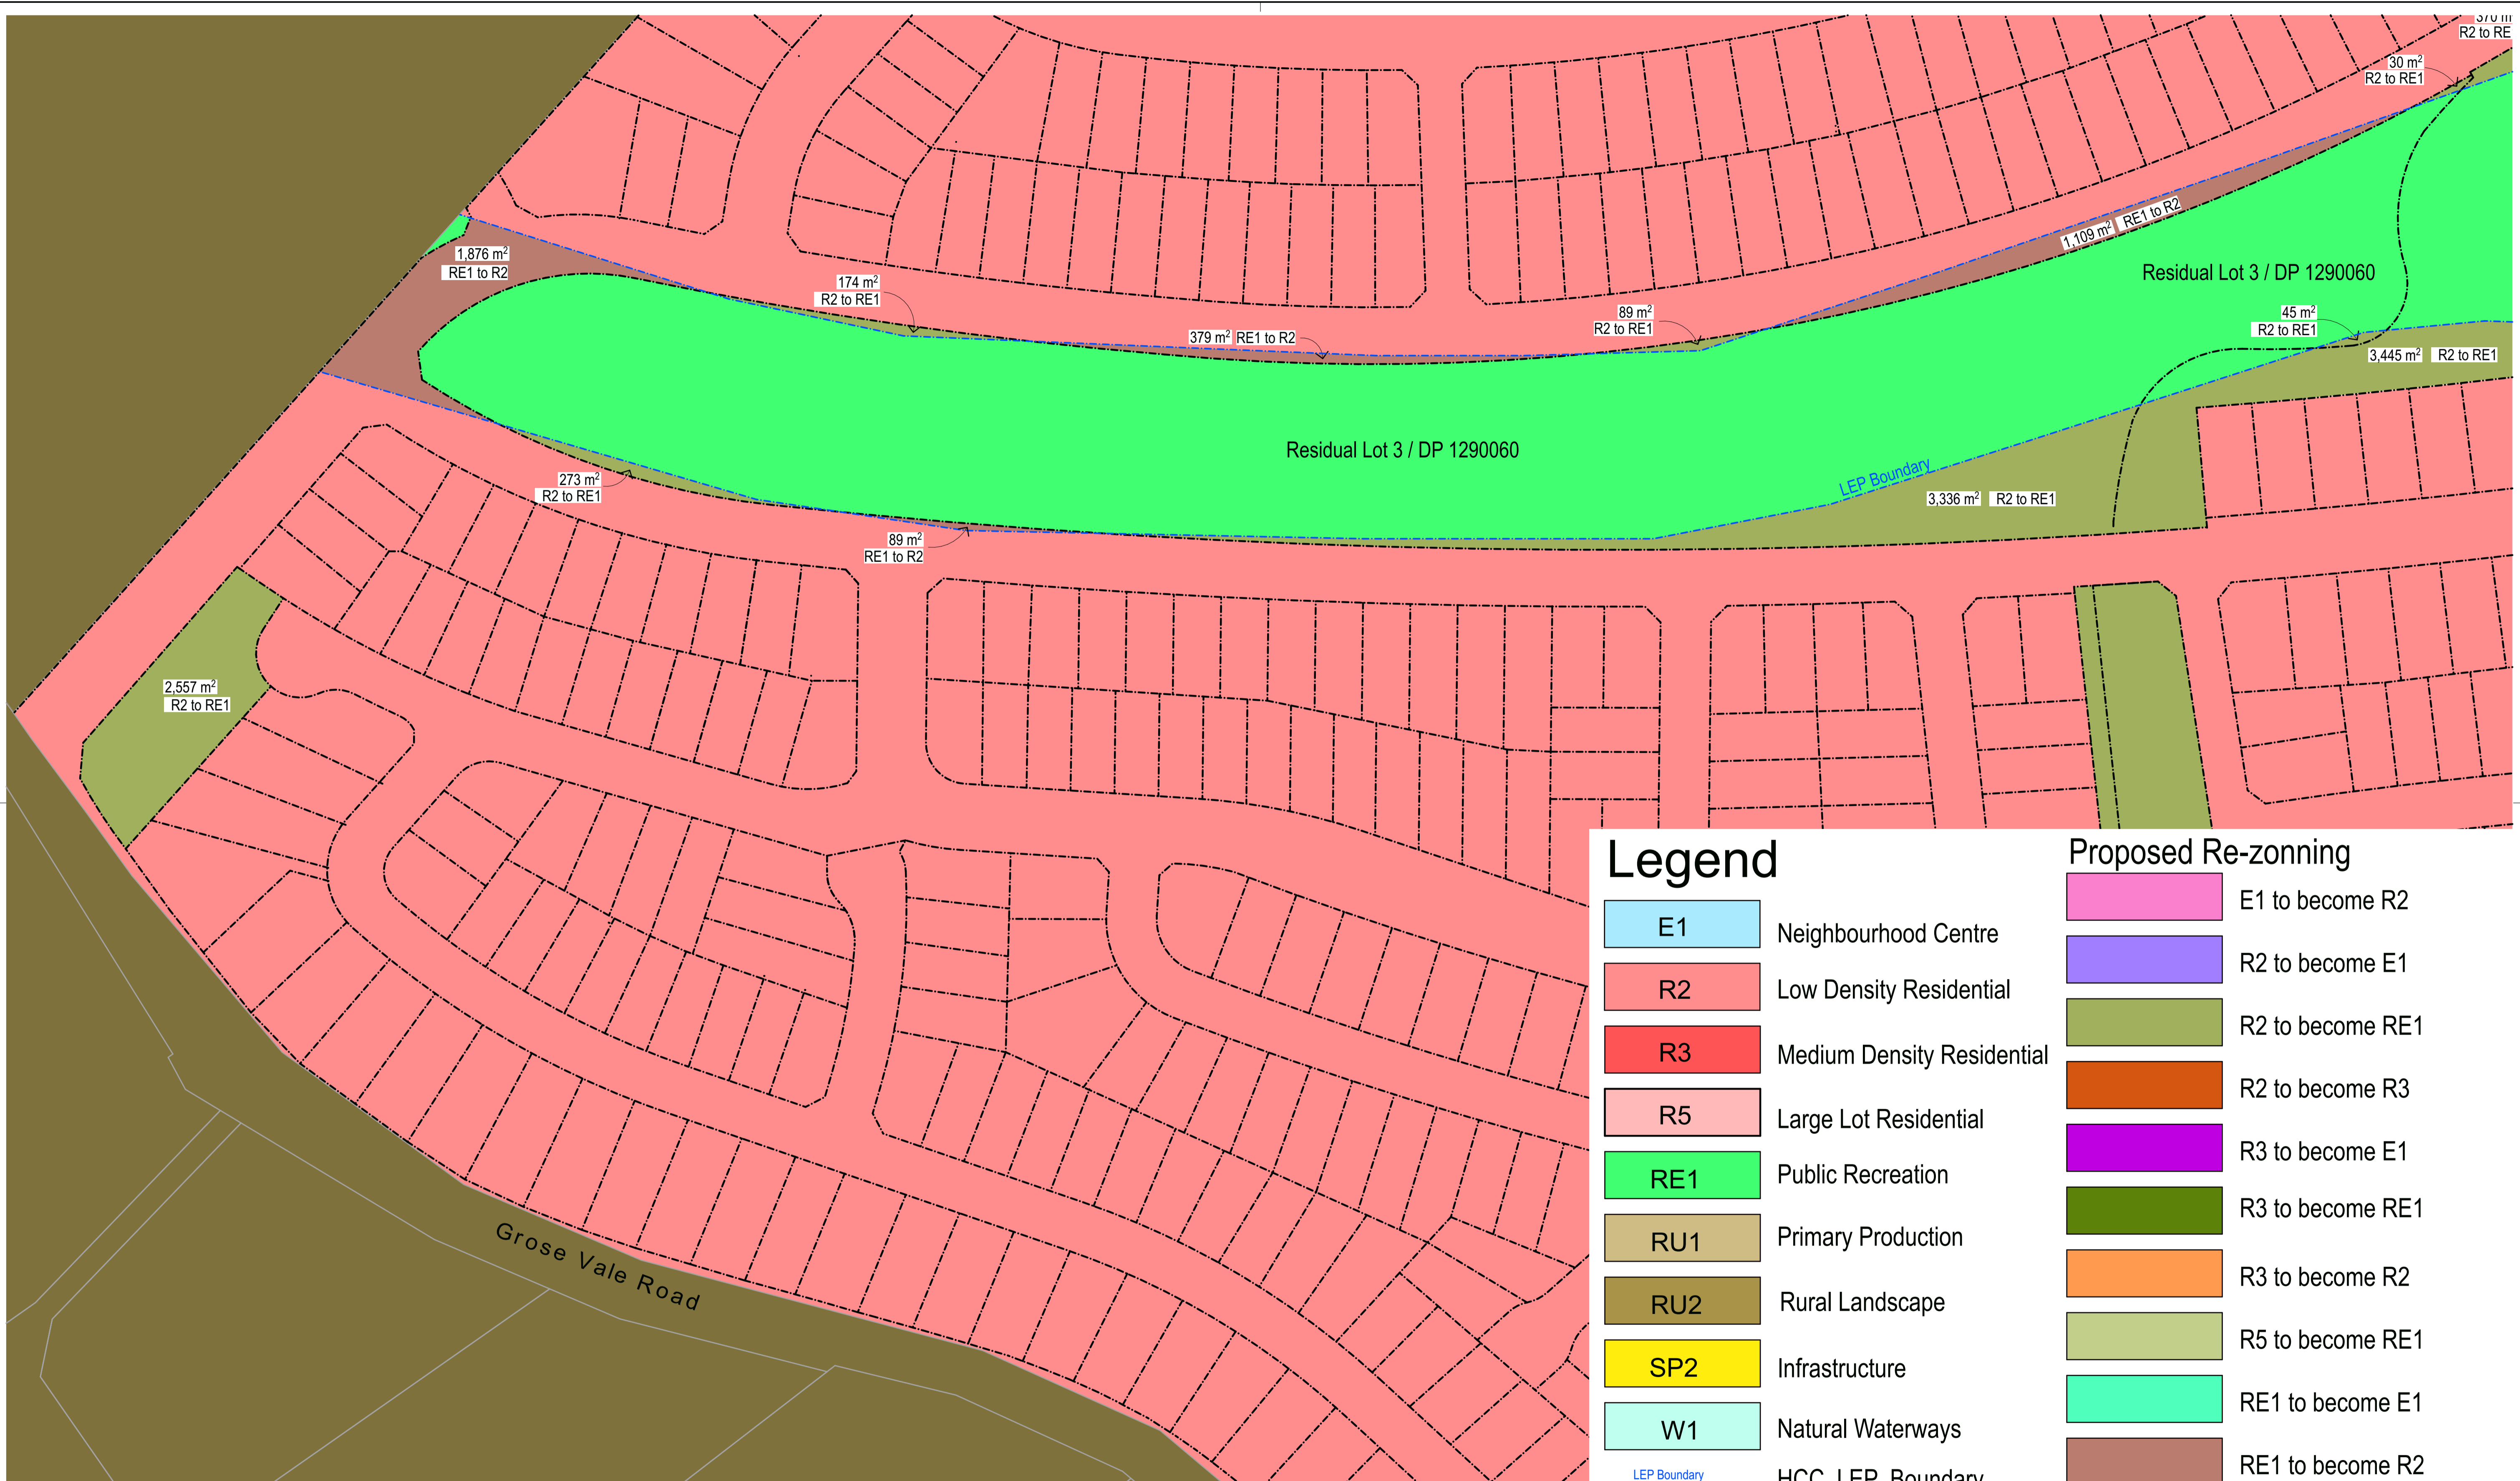 R2 to RE
30 m²
R2 to RE1
1,876 m²
RE1 to R2
174 m²
R2 to RE1
379 m² RE1 to R2
89 m²
R2 to RE1
1,109 m² RE1 to R2
Residual Lot 3 / DP 1290060
45 m²
R2 to RE1
3,445 m² R2 to RE1
Residual Lot 3 / DP 1290060
LEP Boundary
3,336 m² R2 to RE1
273 m²
R2 to RE1
89 m²
RE1 to R2
2,557 m²
R2 to RE1
Grose Vale Road
Legend
E1 Neighbourhood Centre
R2 Low Density Residential
R3 Medium Density Residential
R5 Large Lot Residential
RE1 Public Recreation
RU1 Primary Production
RU2 Rural Landscape
SP2 Infrastructure
W1 Natural Waterways
LEP Boundary HCC LEP Boundary
Proposed Re-zonning
E1 to become R2
R2 to become E1
R2 to become RE1
R2 to become R3
R3 to become E1
R3 to become RE1
R3 to become R2
R5 to become RE1
RE1 to become E1
RE1 to become R2